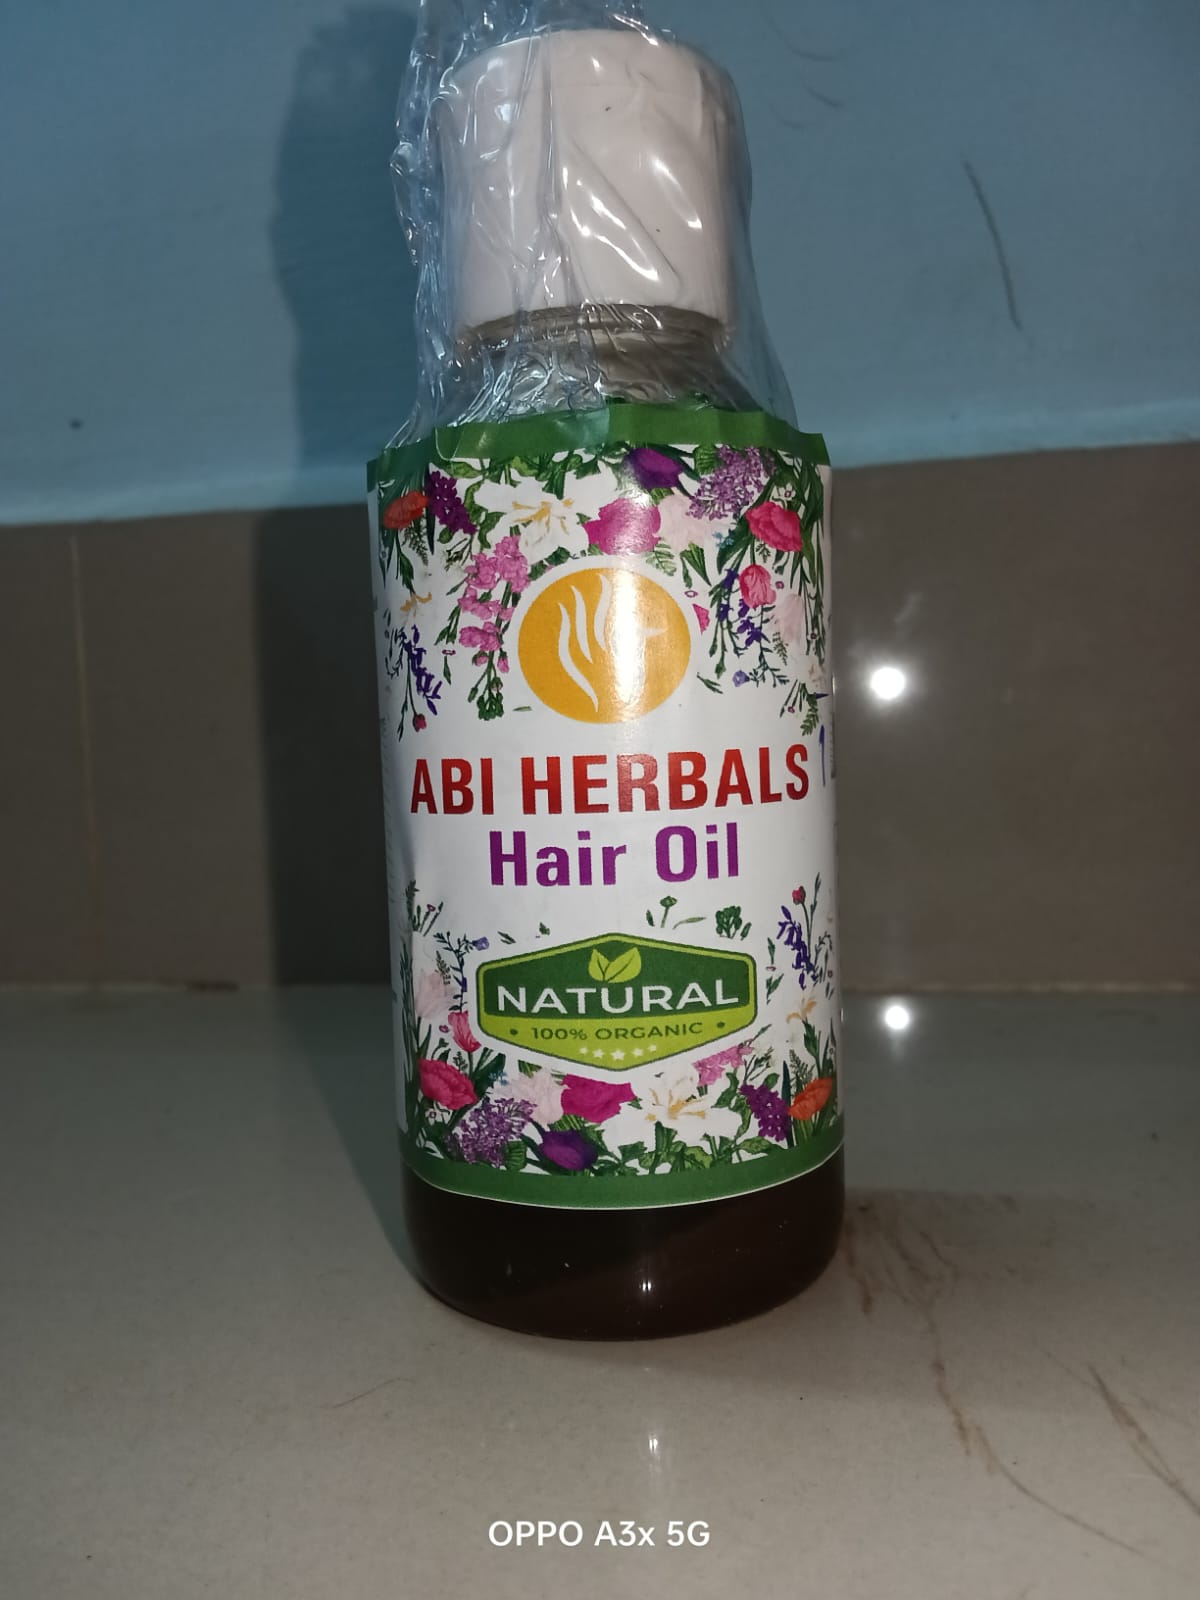 ABI HERBALS
Hair Oil
NATURAL
100% ORGANIC
OPPO A3x 5G